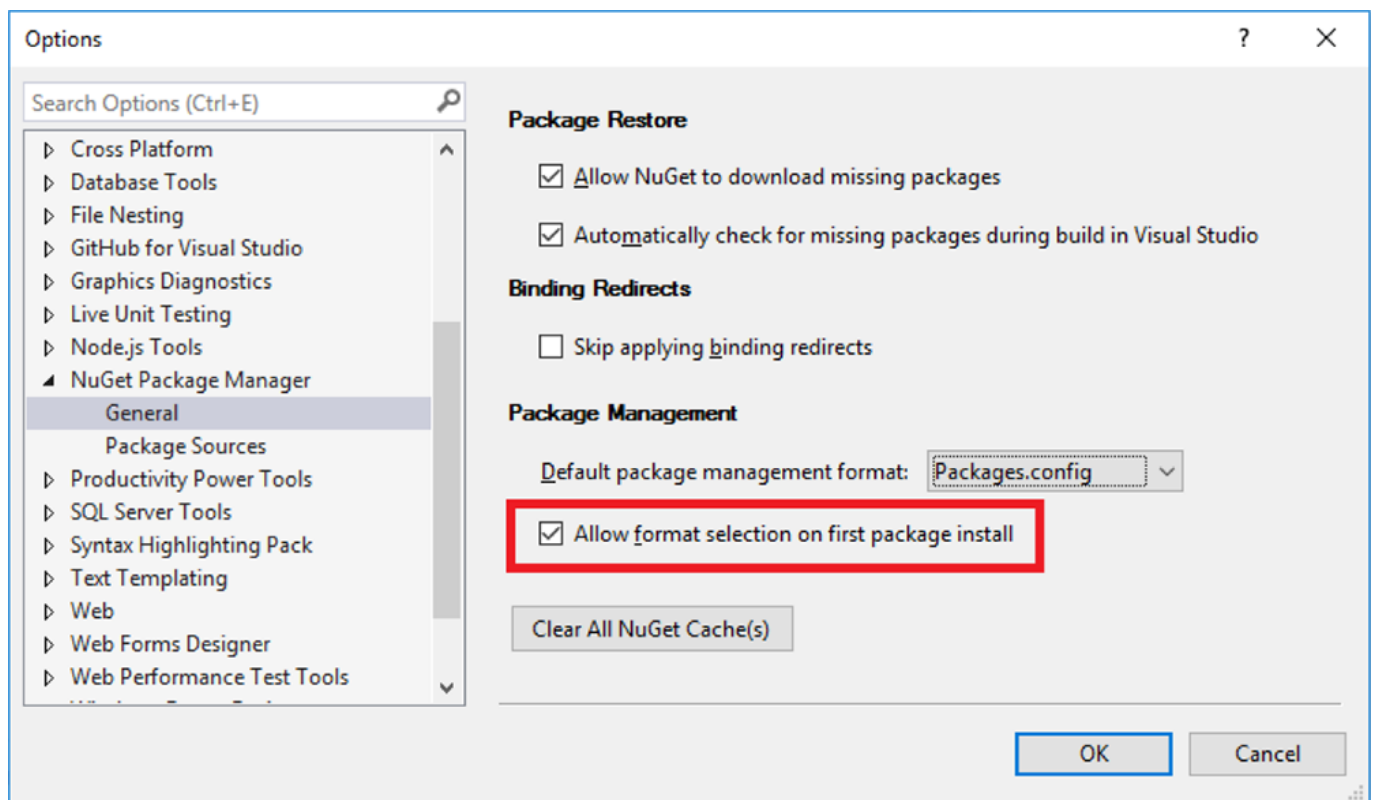 Options
?
Search Options (Ctrl+E)
Cross Platform
Database Tools
File Nesting
GitHub for Visual Studio
Graphics Diagnostics
Live Unit Testing
Node.js Tools
NuGet Package Manager
General
Package Sources
Productivity Power Tools
SQL Server Tools
Syntax Highlighting Pack
Text Templating
Web
Web Forms Designer
Web Performance Test Tools
Package Restore
Allow NuGet to download missing packages
Automatically check for missing packages during build in Visual Studio
Binding Redirects
Skip applying binding redirects
Package Management
Default package management format: Packages.config
Allow format selection on first package install
Clear All NuGet Cache(s)
OK Cancel